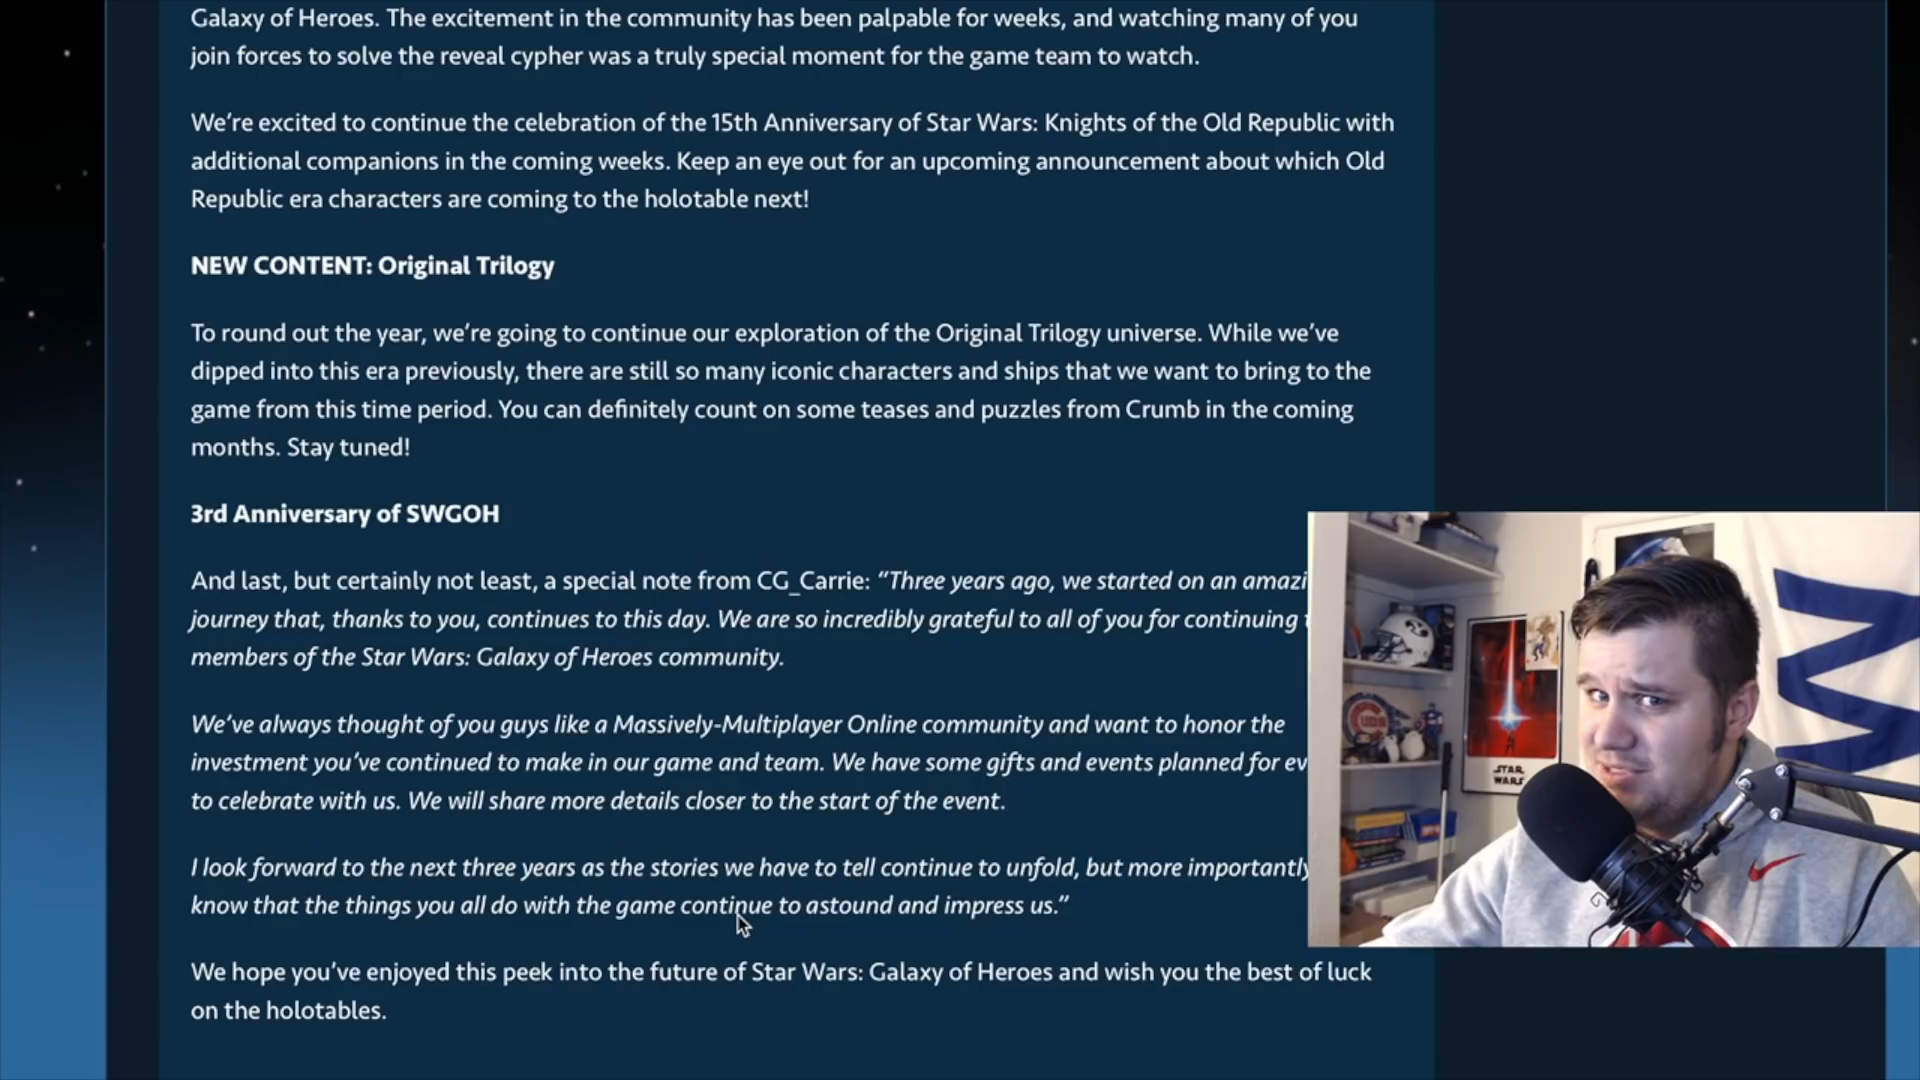 Galaxy of Heroes. The excitement in the community has been palpable for weeks, and watching many of you
join forces to solve the reveal cypher was a truly special moment for the game team to watch.
We're excited to continue the celebration of the 15th Anniversary of Star Wars: Knights of the Old Republic with
additional companions in the coming weeks. Keep an eye out for an upcoming announcement about which Old
Republic era characters are coming to the holotable next!
NEW CONTENT: Original Trilogy
To round out the year, we're going to continue our exploration of the Original Trilogy universe. While we've
dipped into this era previously, there are still so many iconic characters and ships that we want to bring to the
game from this time period. You can definitely count on some teases and puzzles from Crumb in the coming
months. Stay tuned!
3rd Anniversary of SWGOH
And last, but certainly not least, a special note from CG_Carrie: “Three years ago, we started on an amazi
journey that, thanks to you, continues to this day. We are so incredibly grateful to all of you for continuing
members of the Star Wars: Galaxy of Heroes community.
We've always thought of you guys like a Massively-Multiplayer Online community and want to honor the
investment you've continued to make in our game and team. We have some gifts and events planned for ev
to celebrate with us. We will share more details closer to the start of the event.
I look forward to the next three years as the stories we have to tell continue to unfold, but more importantly
know that the things you all do with the game continue to astound and impress us.”
We hope you've enjoyed this peek into the future of Star Wars: Galaxy of Heroes and wish you the best of luck
on the holotables.
STAR
WARS
CUBS
W